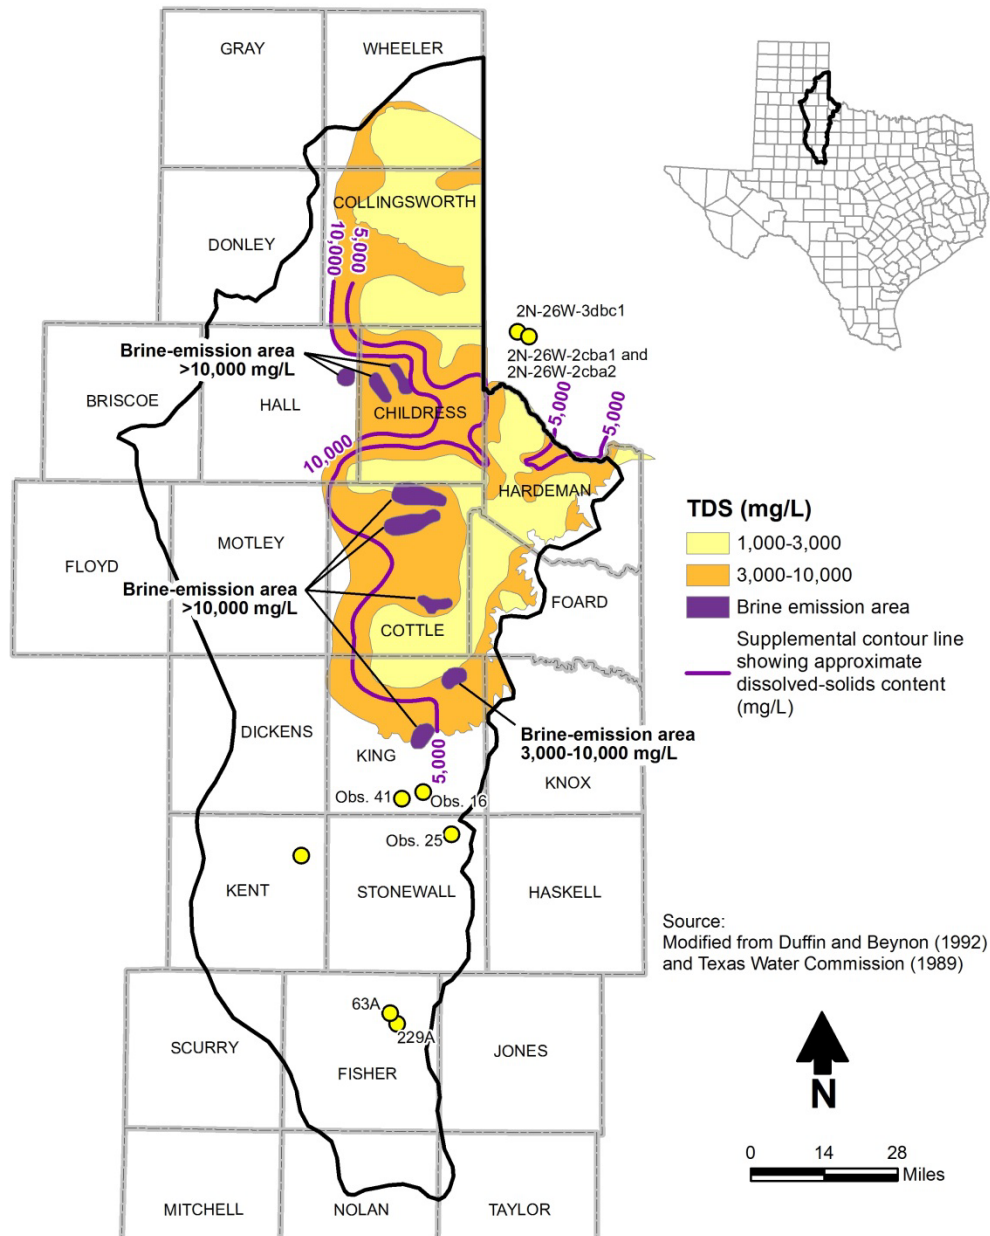 GRAY
WHEELER
COLLINGSWORTH
DONLEY
10,000
5,000
2N-26W-3dbc1
2N-26W-2cba1 and
2N-26W-2cba2
Brine-emission area
>10,000 mg/L
BRISCOE
HALL
CHILDRESS
5,000
5,000
10,000
HARDEMAN
TDS (mg/L)
1,000-3,000
3,000-10,000
Brine emission area
Supplemental contour line
showing approximate
dissolved-solids content
(mg/L)
FLOYD
MOTLEY
Brine-emission area
>10,000 mg/L
COTTLE
FOARD
DICKENS
KING
5,000
Brine-emission area
3,000-10,000 mg/L
KNOX
Obs. 41
Obs. 16
Obs. 25
KENT
STONEWALL
HASKELL
Source:
Modified from Duffin and Beynon (1992)
and Texas Water Commission (1989)
63A
229A
SCURRY
FISHER
JONES
N
0 14 28
Miles
MITCHELL
NOLAN
TAYLOR